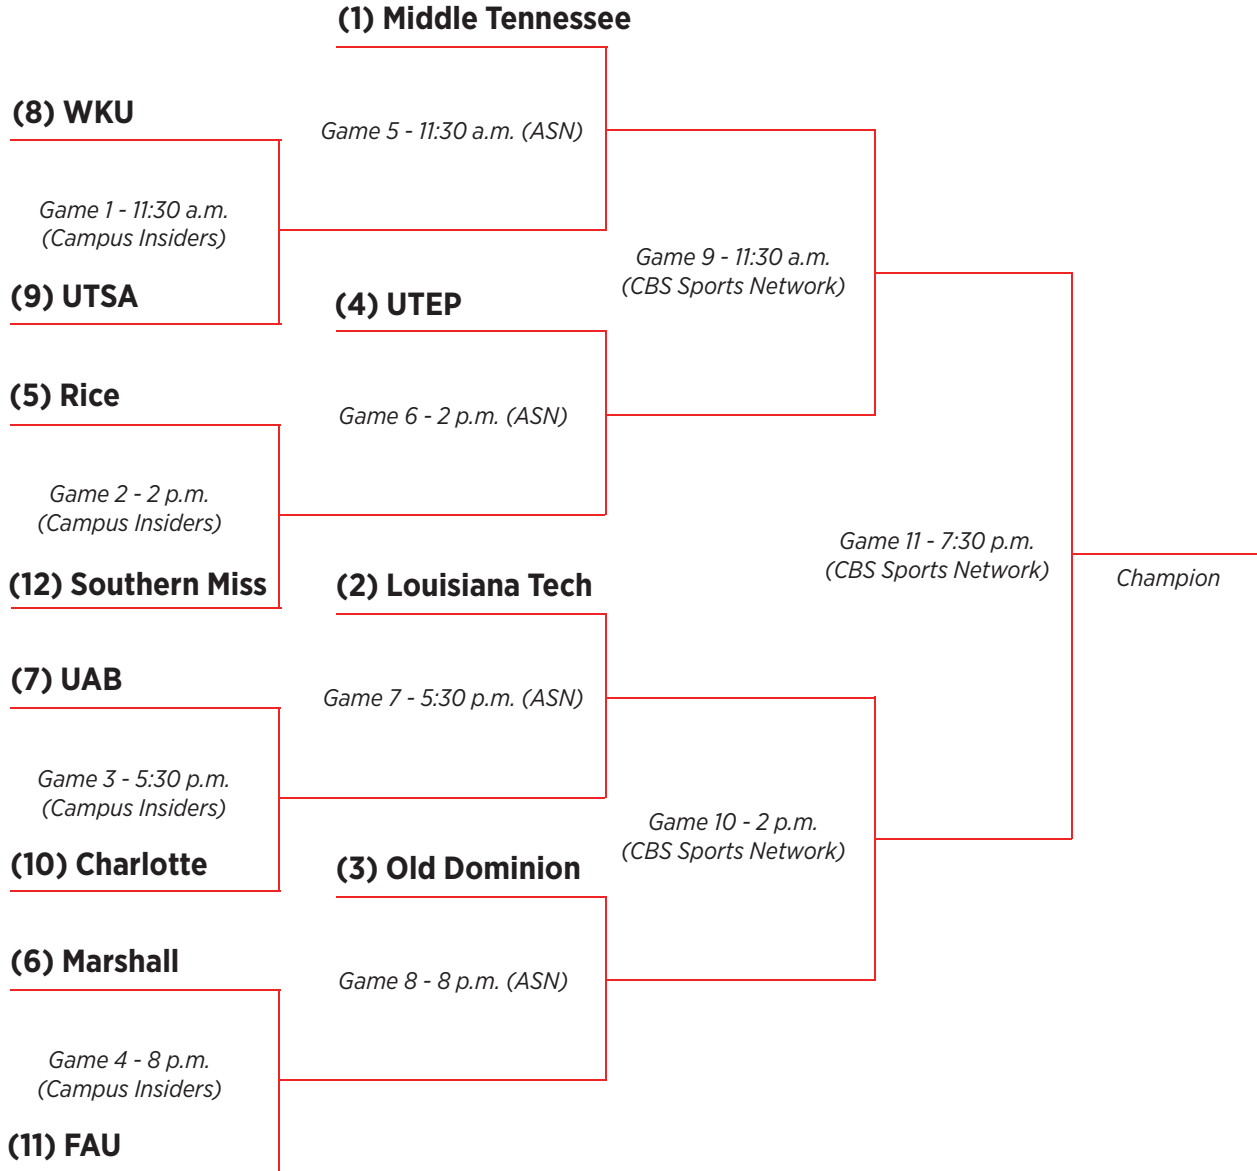 (1) Middle Tennessee
(8) WKU
Game 5 - 11:30 a.m. (ASN)
Game 1 - 11:30 a.m.
(Campus Insiders)
Game 9 - 11:30 a.m.
(CBS Sports Network)
(9) UTSA
(4) UTEP
(5) Rice
Game 6 - 2 p.m. (ASN)
Game 2 - 2 p.m.
(Campus Insiders)
Game 11 - 7:30 p.m.
(CBS Sports Network)
Champion
(12) Southern Miss
(2) Louisiana Tech
(7) UAB
Game 7 - 5:30 p.m. (ASN)
Game 3 - 5:30 p.m.
(Campus Insiders)
Game 10 - 2 p.m.
(CBS Sports Network)
(10) Charlotte
(3) Old Dominion
(6) Marshall
Game 8 - 8 p.m. (ASN)
Game 4 - 8 p.m.
(Campus Insiders)
(11) FAU